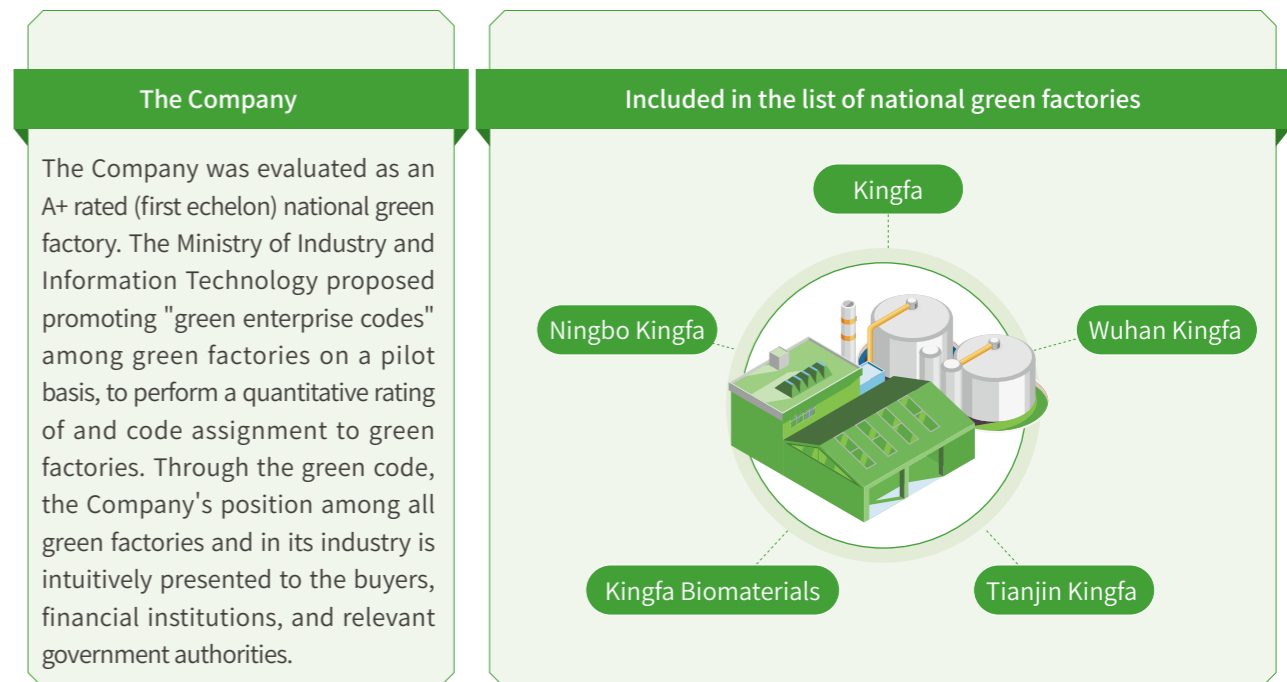 The Company
The Company was evaluated as an
A+ rated (first echelon) national green
factory. The Ministry of Industry and
Information Technology proposed
promoting "green enterprise codes"
among green factories on a pilot
basis, to perform a quantitative rating
of and code assignment to green
factories. Through the green code,
the Company's position among all
green factories and in its industry is
intuitively presented to the buyers,
financial institutions, and relevant
government authorities.
Included in the list of national green factories
Kingfa
Ningbo Kingfa
Wuhan Kingfa
Kingfa Biomaterials
Tianjin Kingfa